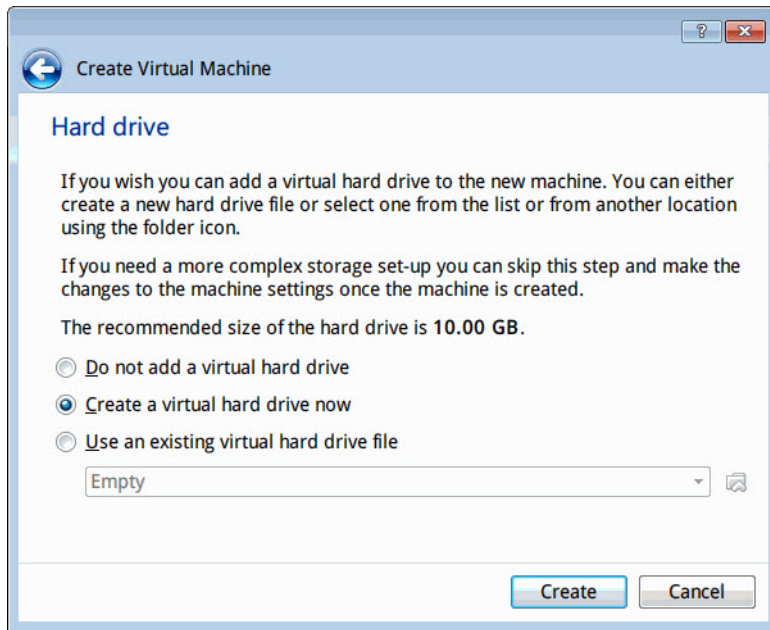 ?
Create Virtual Machine
Hard drive
If you wish you can add a virtual hard drive to the new machine. You can either
create a new hard drive file or select one from the list or from another location
using the folder icon.
If you need a more complex storage set-up you can skip this step and make the
changes to the machine settings once the machine is created.
The recommended size of the hard drive is 10.00 GB.
Do not add a virtual hard drive
Create a virtual hard drive now
Use an existing virtual hard drive file
Empty
Create Cancel